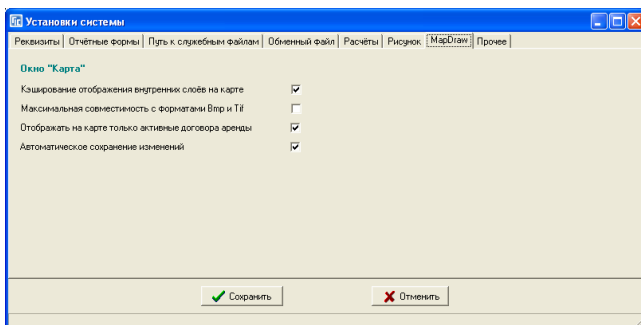 Установки системы
Реквизиты Отчётные формы Путь к служебным файлам Обменный файл Расчёты Рисунок MapDraw Прочее
Окно "Карта"
Кэширование отображения внутренних слоёв на карте
Максимальная совместимость с форматами Bmp и Tif
Отображать на карте только активные договора аренды
Автоматическое сохранение изменений
Сохранить Отменить